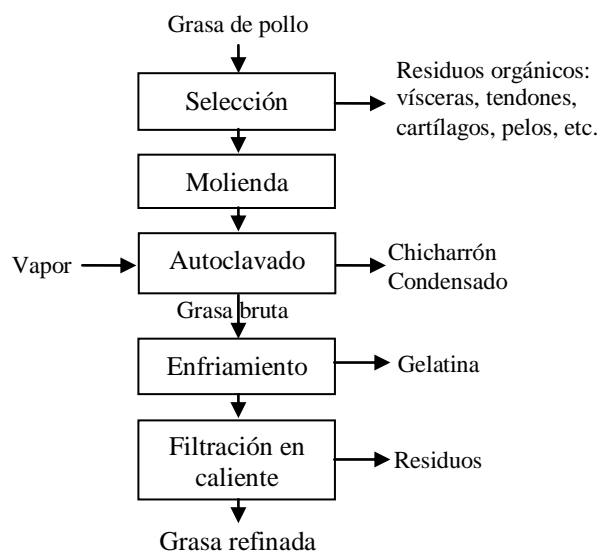 Grasa de pollo
Selección
Residuos orgánicos:
vísceras, tendones,
cartílagos, pelos, etc.
Molienda
Vapor
Autoclavado
Chicharrón
Condensado
Grasa bruta
Enfriamiento
Gelatina
Filtración en
caliente
Residuos
Grasa refinada